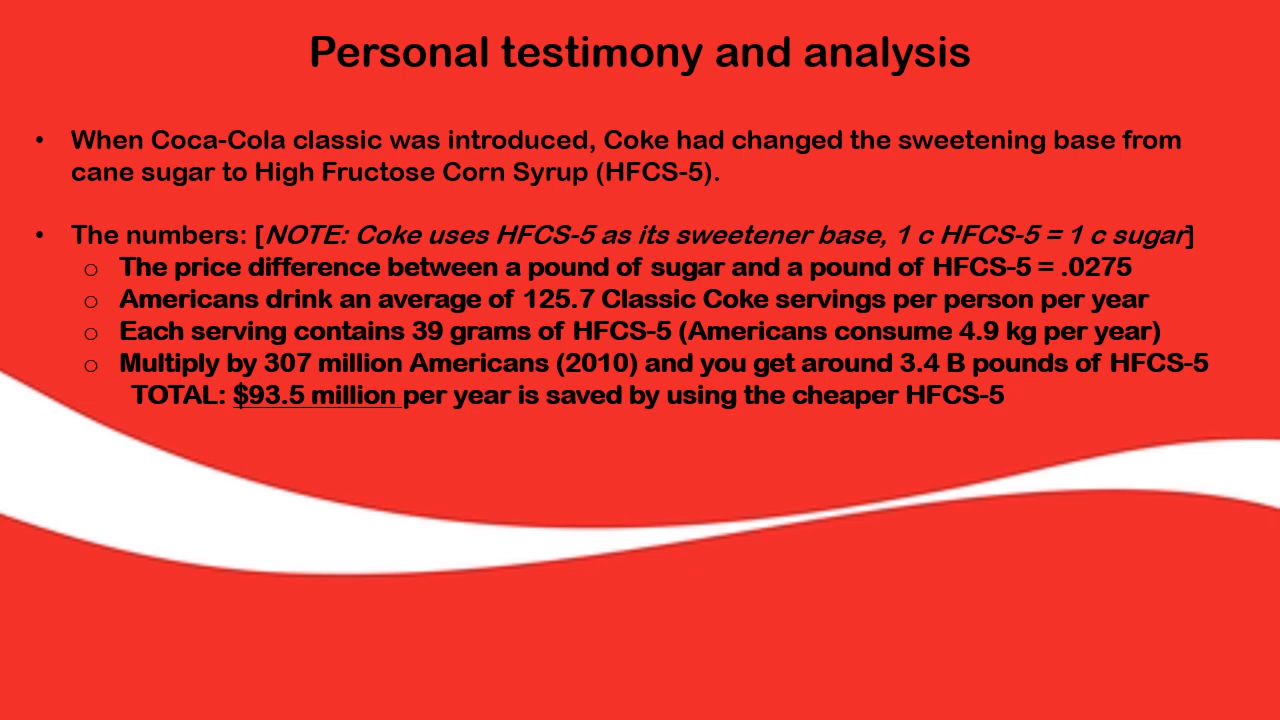 Personal testimony and analysis
• When Coca-Cola classic was introduced, Coke had changed the sweetening base from
cane sugar to High Fructose Corn Syrup (HFCS-5).
• The numbers: [NOTE: Coke uses HFCS-5 as its sweetener base, 1 c HFCS-5 = 1 c sugar]
o The price difference between a pound of sugar and a pound of HFCS-5 = .0275
o Americans drink an average of 125.7 Classic Coke servings per person per year
o Each serving contains 39 grams of HFCS-5 (Americans consume 4.9 kg per year)
o Multiply by 307 million Americans (2010) and you get around 3.4 B pounds of HFCS-5
TOTAL: $93.5 million per year is saved by using the cheaper HFCS-5